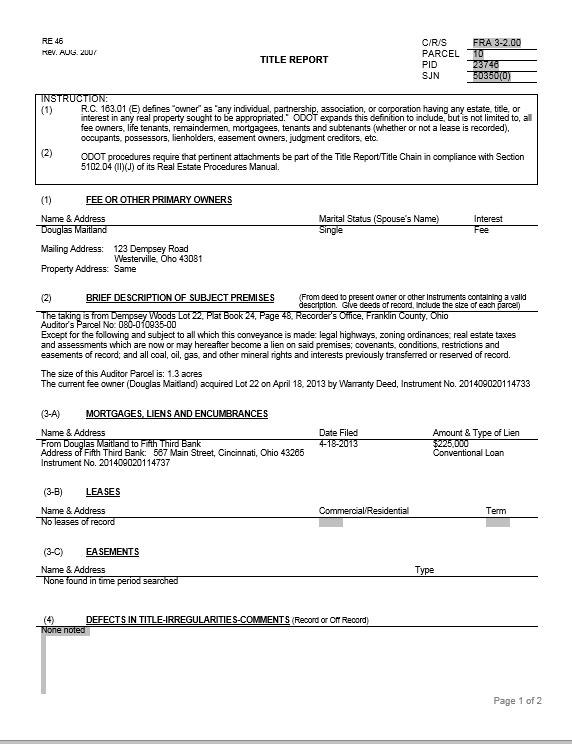 RE 46
Rev. AUG. 2007
TITLE REPORT
C/R/S FRA 3-2.00
PARCEL 10
PID 23746
SJN 50350(0)
INSTRUCTION:
(1) R.C. 163.01 (E) defines “owner” as “any individual, partnership, association, or corporation having any estate, title, or
interest in any real property sought to be appropriated.” ODOT expands this definition to include, but is not limited to, all
fee owners, life tenants, remaindermen, mortgagees, tenants and subtenants (whether or not a lease is recorded),
occupants, possessors, lienholders, easement owners, judgment creditors, etc.
(2) ODOT procedures require that pertinent attachments be part of the Title Report/Title Chain in compliance with Section
5102.04 (II)(J) of its Real Estate Procedures Manual.
(1) FEE OR OTHER PRIMARY OWNERS
Name & Address Marital Status (Spouse’s Name) Interest
Douglas Maitland Single Fee
Mailing Address: 123 Dempsey Road
Westerville, Oho 43081
Property Address: Same
(2) BRIEF DESCRIPTION OF SUBJECT PREMISES (From deed to present owner or other instruments containing a valid
description. Give deeds of record, include the size of each parcel)
The taking is from Dempsey Woods Lot 22, Plat Book 24, Page 48, Recorder’s Office, Franklin County, Ohio
Auditor’s Parcel No: 080-010935-00
Except for the following and subject to all which this conveyance is made: legal highways, zoning ordinances; real estate taxes
and assessments which are now or may hereafter become a lien on said premises; covenants, conditions, restrictions and
easements of record; and all coal, oil, gas, and other mineral rights and interests previously transferred or reserved of record.
The size of this Auditor Parcel is: 1.3 acres
The current fee owner (Douglas Maitland) acquired Lot 22 on April 18, 2013 by Warranty Deed, Instrument No. 201409020114733
(3-A) MORTGAGES, LIENS AND ENCUMBRANCES
Name & Address Date Filed Amount & Type of Lien
From Douglas Maitland to Fifth Third Bank 4-18-2013 $225,000
Address of Fifth Third Bank: 567 Main Street, Cincinnati, Ohio 43265 Conventional Loan
Instrument No. 201409020114737
(3-B) LEASES
Name & Address Commercial/Residential Term
No leases of record
(3-C) EASEMENTS
Name & Address Type
None found in time period searched
(4) DEFECTS IN TITLE-IRREGULARITIES-COMMENTS (Record or Off Record)
None noted
Page 1 of 2